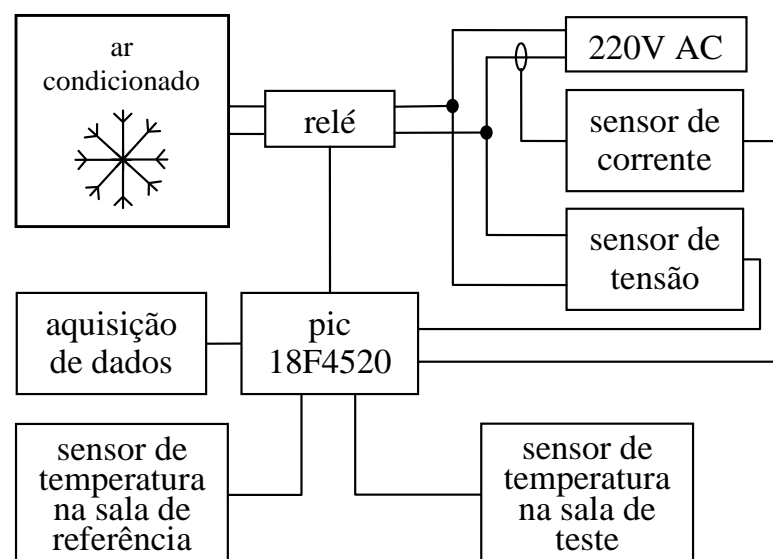 ar
condicionado
relé
220V AC
sensor de
corrente
sensor de
tensão
aquisição
de dados
pic
18F4520
sensor de
temperatura
na sala de
referência
sensor de
temperatura
na sala de
teste